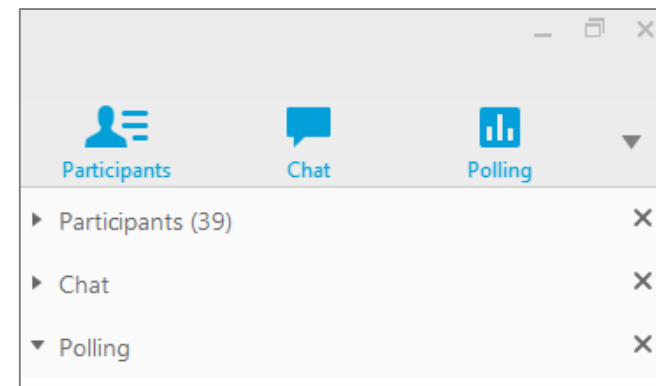 Participants Chat Polling
Participants (39)
Chat
Polling